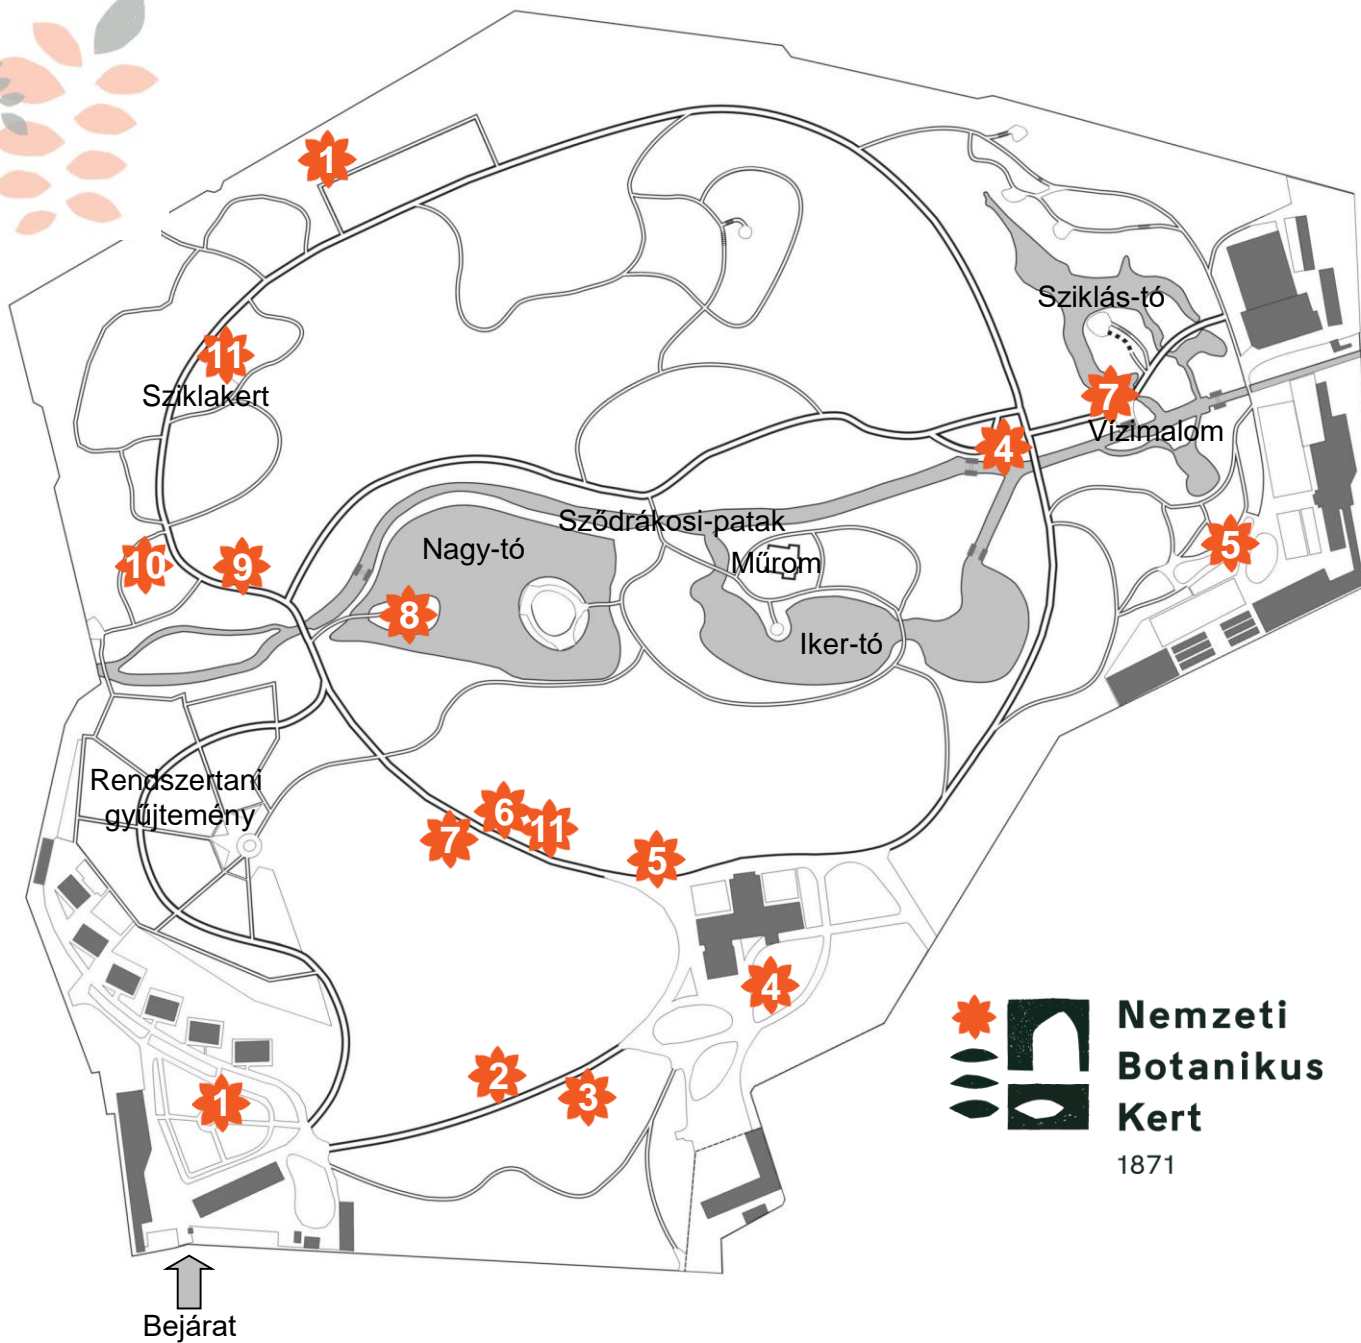 1
Sziklás-tó
11
Sziklakert
7
Vízimalom
4
Sződrákosi-patak
5
Nagy-tó
Műrom
10
9
8
Iker-tó
Rendszertani
gyűjtemény
6
11
7
5
4
2
3
1
Nemzeti
Botanikus
Kert
1871
Bejárat